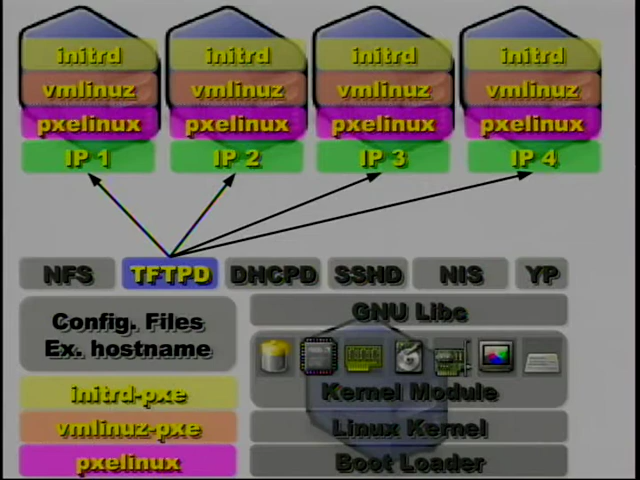 initrd initrd initrd initrd
vmlinuz vmlinuz vmlinuz vmlinuz
pxelinux pxelinux pxelinux pxelinux
IP 1 IP 2 IP 3 IP 4
NFS TFTPD DHCPD SSHD NIS YP
Config. Files
Ex. hostname
initrd-pxe
vmlinuz-pxe
pxelinux
GNU Libc
Kernel Module
Linux Kernel
Boot Loader